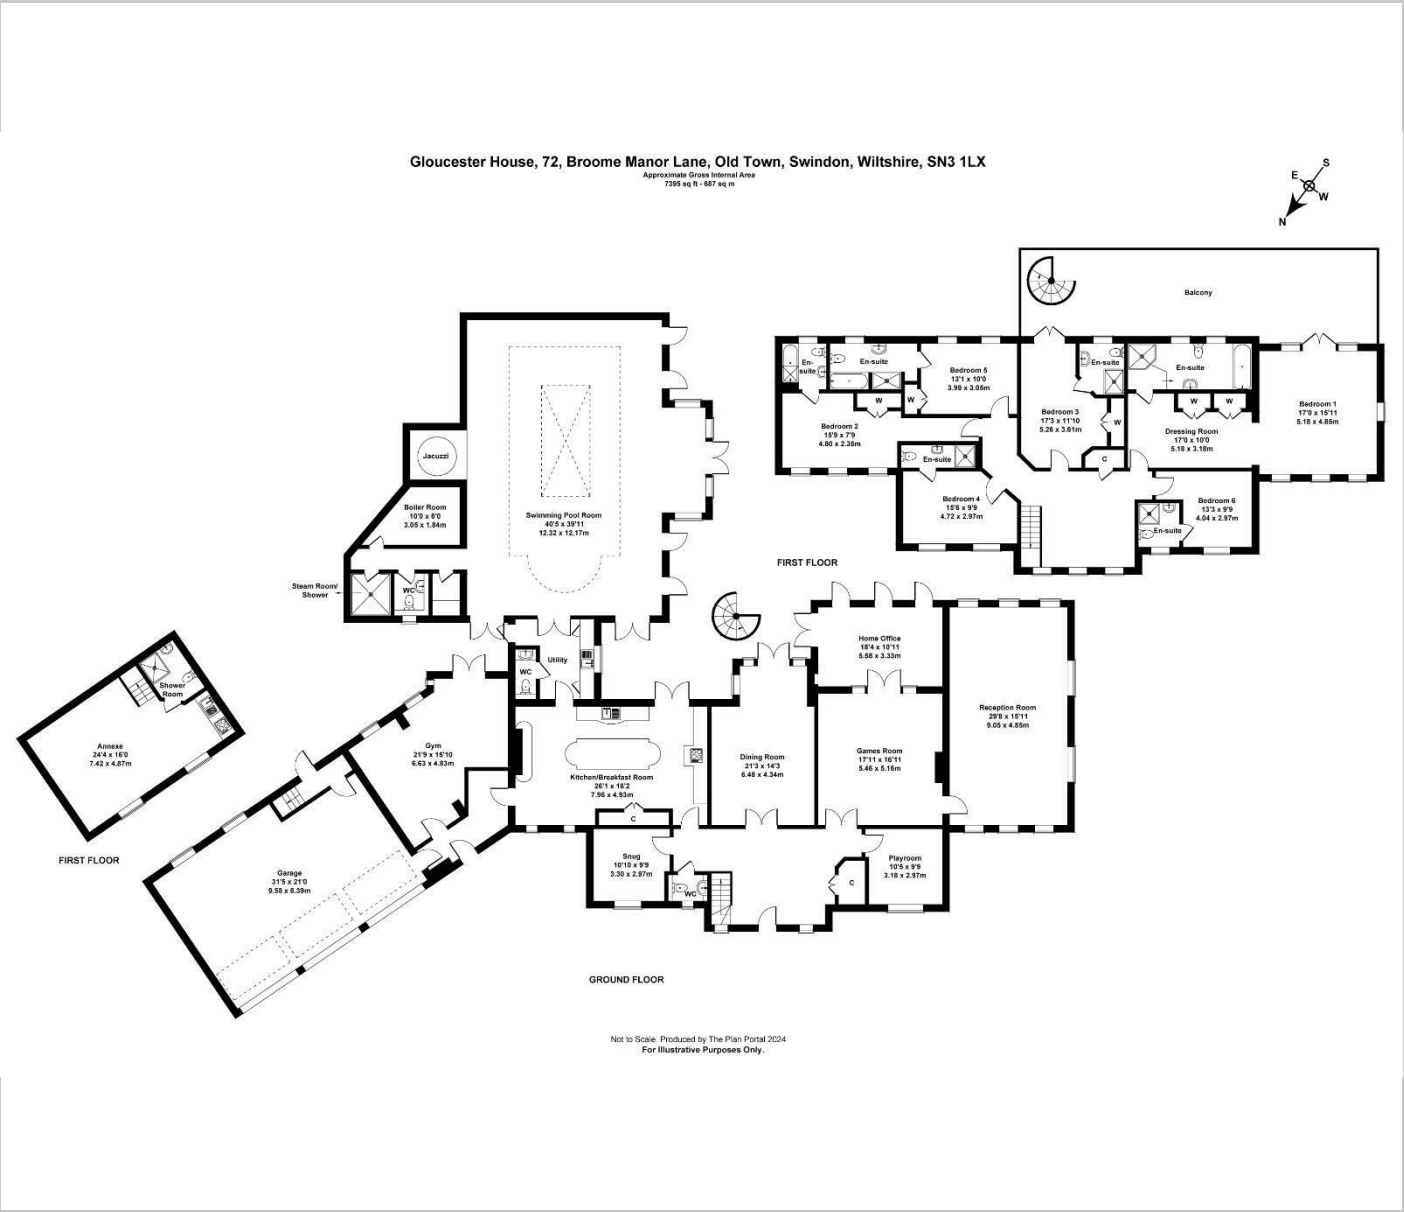 Gloucester House, 72, Broome Manor Lane, Old Town, Swindon, Wiltshire, SN3 1LX
Approximate Gross Internal Area
7395 sq ft - 687 sq m
S
E
W
N
Balcony
En-suite
En-suite
Bedroom 5
13'1 x 10'0
3.99 x 3.05m
En-suite
En-suite
Bedroom 1
17'0 x 15'11
5.18 x 4.85m
W
W
W
W
W
Bedroom 2
15'9 x 7'9
4.80 x 2.35m
Bedroom 3
17'3 x 11'10
5.26 x 3.61m
Dressing Room
17'0 x 10'0
5.18 x 3.18m
C
En-suite
Bedroom 4
15'6 x 9'9
4.72 x 2.97m
Bedroom 6
13'3 x 9'9
4.04 x 2.97m
En-suite
FIRST FLOOR
Jacuzzi
Boiler Room
10'0 x 6'0
3.05 x 1.84m
Swimming Pool Room
40'5 x 39'11
12.32 x 12.17m
Steam Room/
Shower
WC
Utility
WC
Home Office
18'4 x 10'11
5.58 x 3.33m
Shower
Room
Annexe
24'4 x 16'0
7.42 x 4.87m
FIRST FLOOR
Gym
21'9 x 15'10
6.63 x 4.83m
Kitchen/Breakfast Room
26'1 x 16'2
7.96 x 4.93m
C
Dining Room
21'3 x 14'3
6.48 x 4.34m
Games Room
17'11 x 16'11
5.46 x 5.16m
Reception Room
29'8 x 15'11
9.05 x 4.85m
Garage
31'5 x 21'0
9.58 x 6.39m
Snug
10'10 x 9'9
3.30 x 2.97m
WC
C
Playroom
10'5 x 9'9
3.18 x 2.97m
GROUND FLOOR
Not to Scale. Produced by The Plan Portal 2024
For Illustrative Purposes Only.